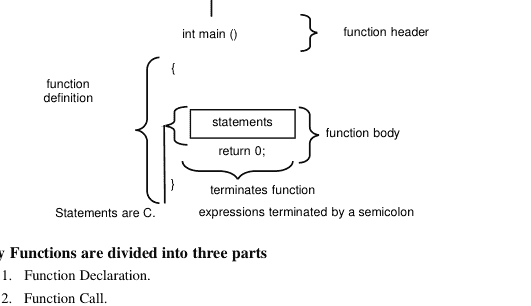 int main ()
function header
{
function
definition
statements
function body
return 0;
}
terminates function
Statements are C.
expressions terminated by a semicolon
y Functions are divided into three parts
1. Function Declaration.
2. Function Call.